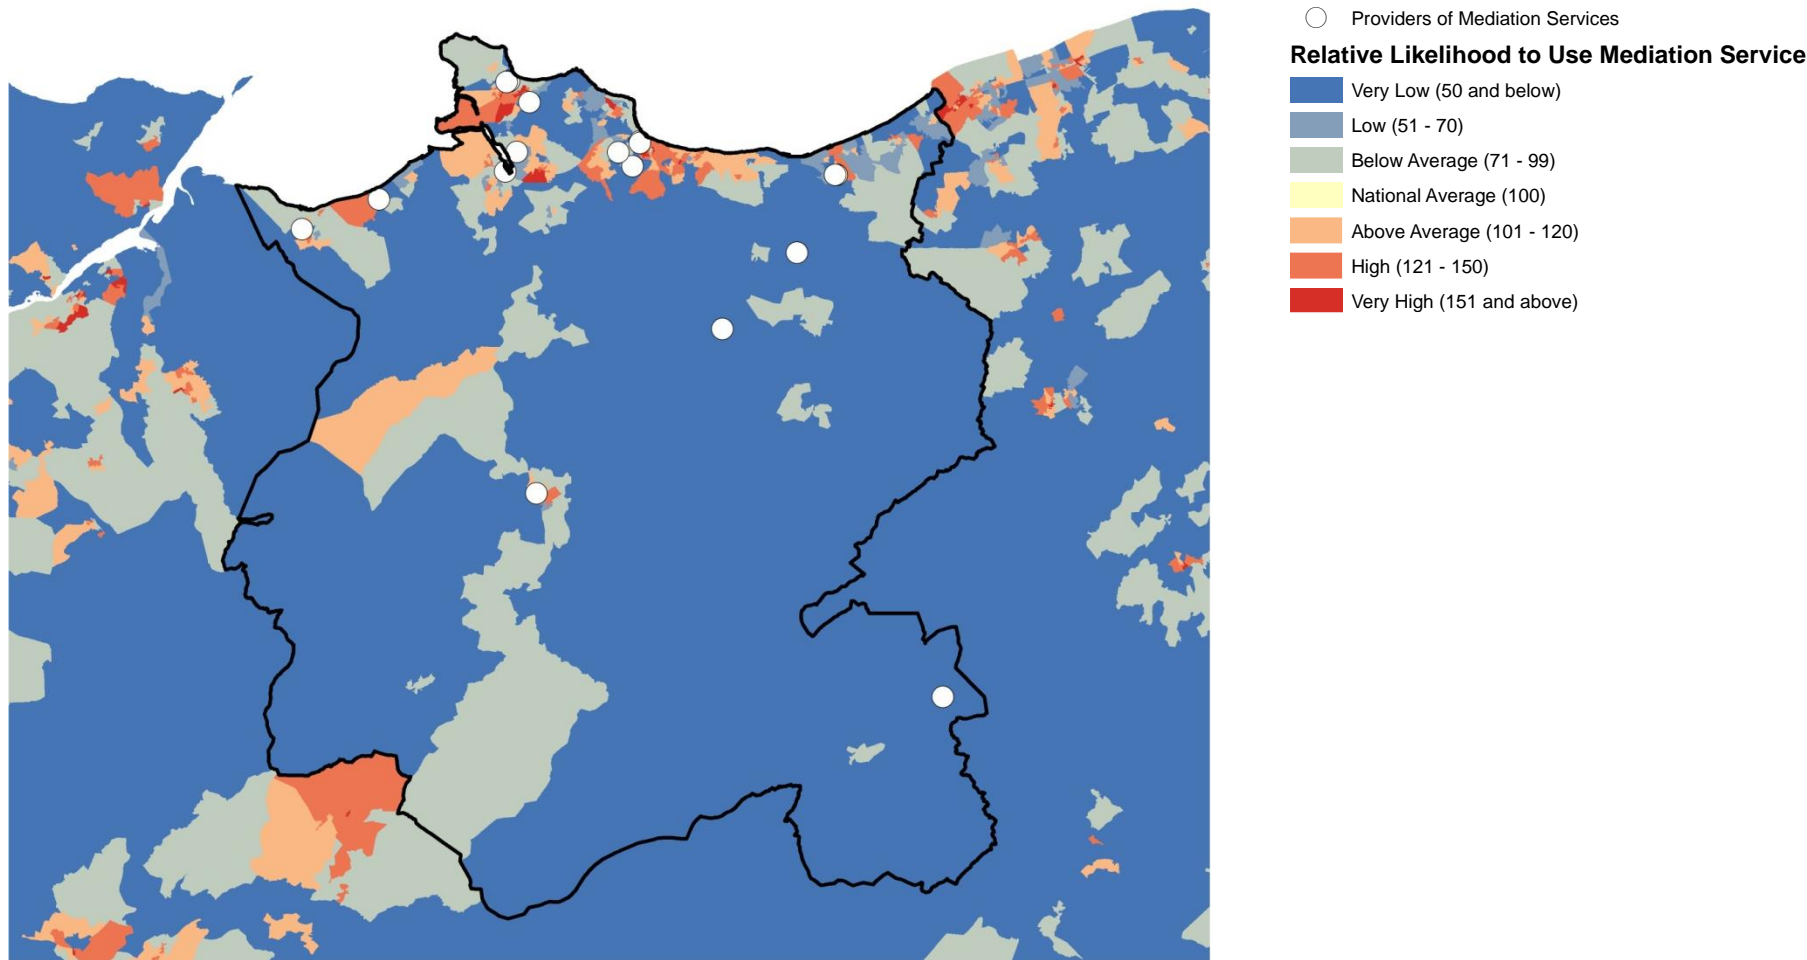 Providers of Mediation Services
Relative Likelihood to Use Mediation Service
Very Low (50 and below)
Low (51 - 70)
Below Average (71 - 99)
National Average (100)
Above Average (101 - 120)
High (121 - 150)
Very High (151 and above)